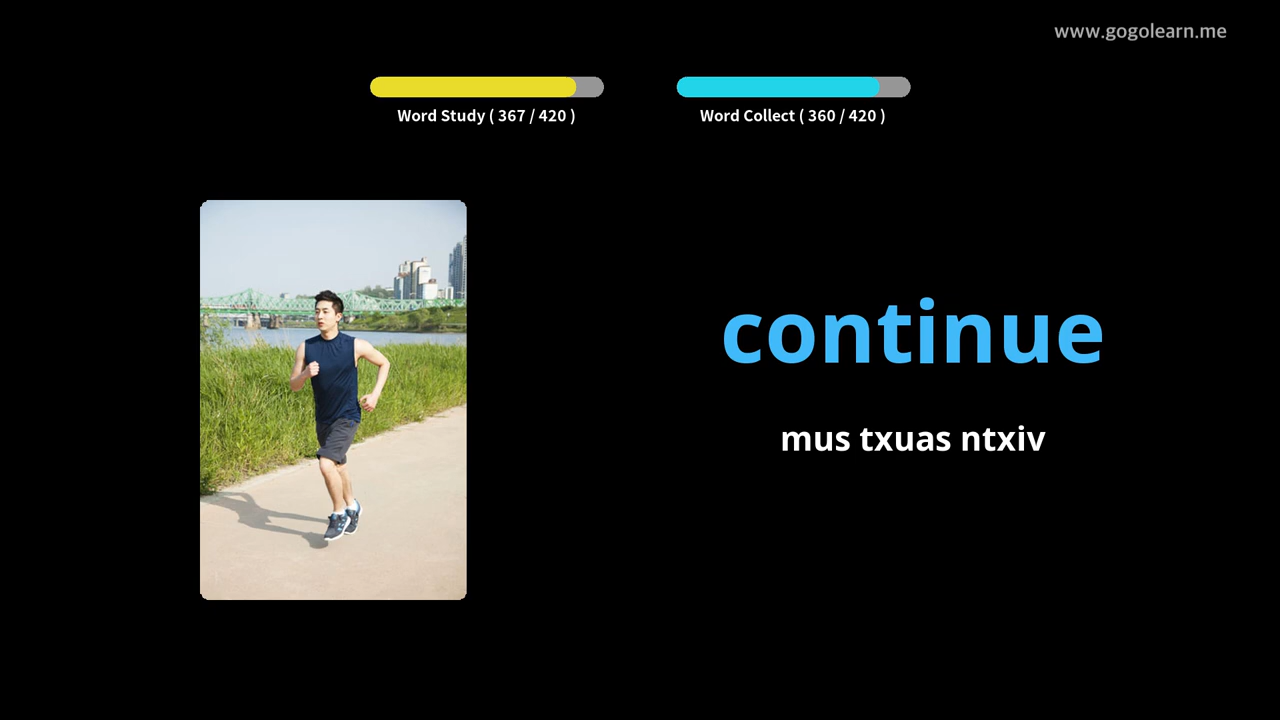 www.gogolearn.me
Word Study ( 367 / 420 )
Word Collect ( 360 / 420 )
continue
mus txuas ntxiv